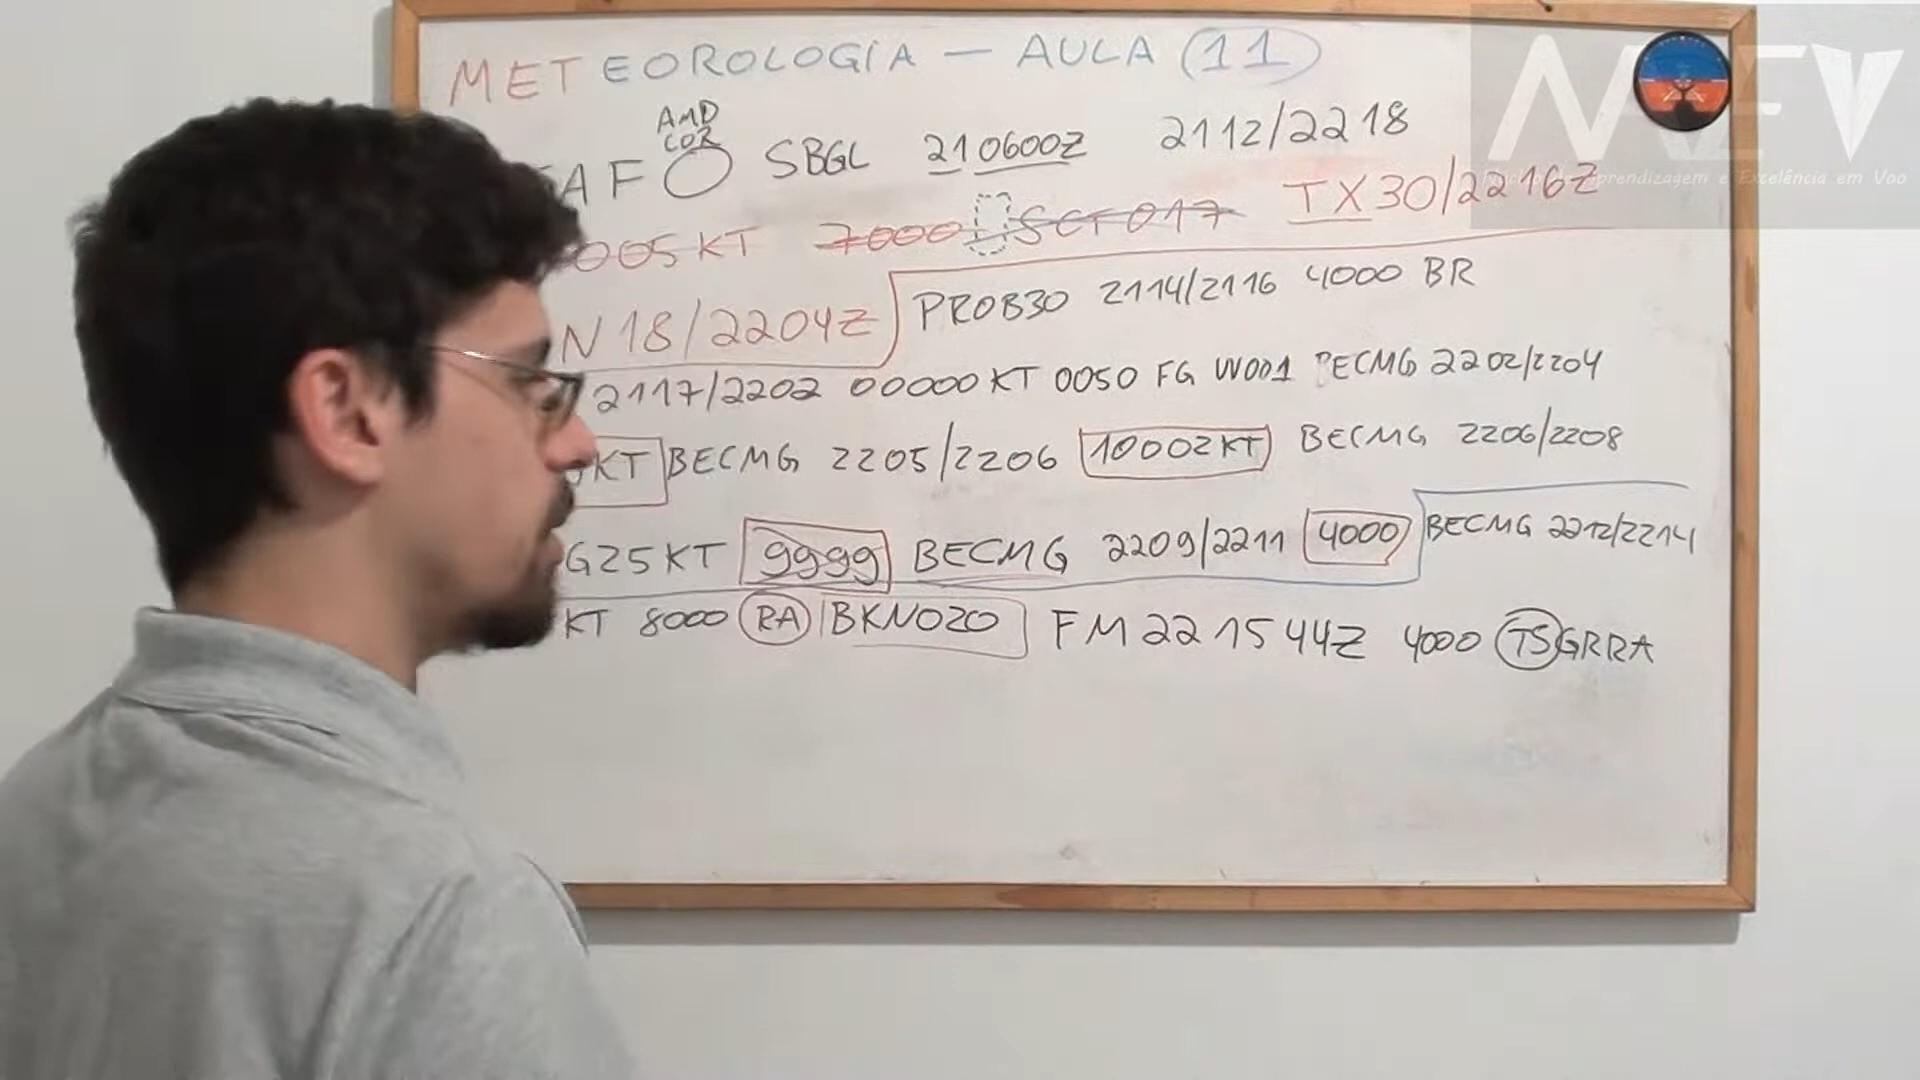 METEOROLOGIA — AULA (11)
AMD
COR
AF SBGL 210600Z 2112/2218
005KT 7000 SCT017 TX30/2216Z
N18/2204Z PROB30 2114/2116 4000 BR
2117/2202 00000KT 0050 FG VV001 BECMG 2202/2204
KT BECMG 2205/2206 10002KT BECMG 2206/2208
G25KT 9999 BECMG 2209/2211 4000 BECMG 2212/2214
KT 8000 RA BKN020 FM221544Z 4000 TSGRRA
NAEV
Aprendizagem e Excelência em Voo